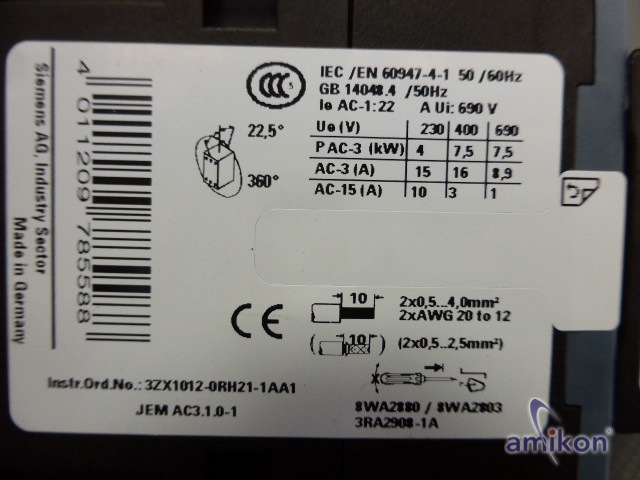 Siemens AG, Industry Sector
Made in Germany
4 011209 785588
CCC S
IEC /EN 60947-4-1 50 /60Hz
GB 14048.4 /50Hz
Ie AC-1:22 A Ui: 690 V
22,5°
360°
Ue (V) 230 400 690
P AC-3 (kW) 4 7,5 7,5
AC-3 (A) 15 16 8,9
AC-15 (A) 10 3 1
CE
10 2x0,5...4,0mm²
2xAWG 20 to 12
( 10 ) (2x0,5...2,5mm²)
Instr.Ord.No.: 3ZX1012-0RH21-1AA1
JEM AC3.1.0-1
8WA2880 / 8WA2803
3RA2908-1A
amikon